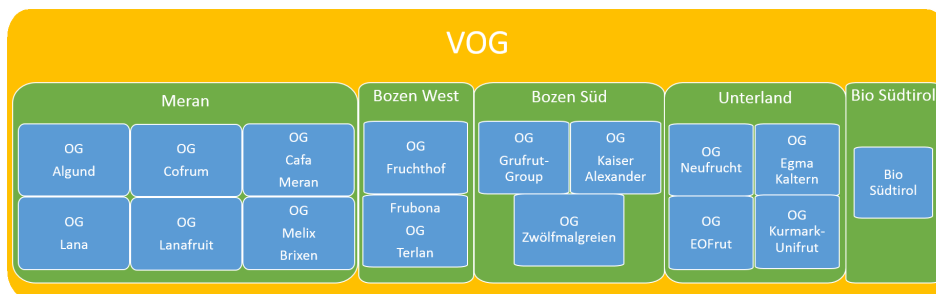 VOG
Meran
OG
Algund
OG
Cofrum
OG
Cafa
Meran
OG
Lana
OG
Lanafruit
OG
Melix
Brixen
Bozen West
OG
Fruchthof
Frubona
OG
Terlan
Bozen Süd
OG
Grufrut-
Group
OG
Kaiser
Alexander
OG
Zwölfmalgreien
Unterland
OG
Neufrucht
OG
Egma
Kaltern
OG
EOFrut
OG
Kurmark-
Unifrut
Bio Südtirol
Bio
Südtirol